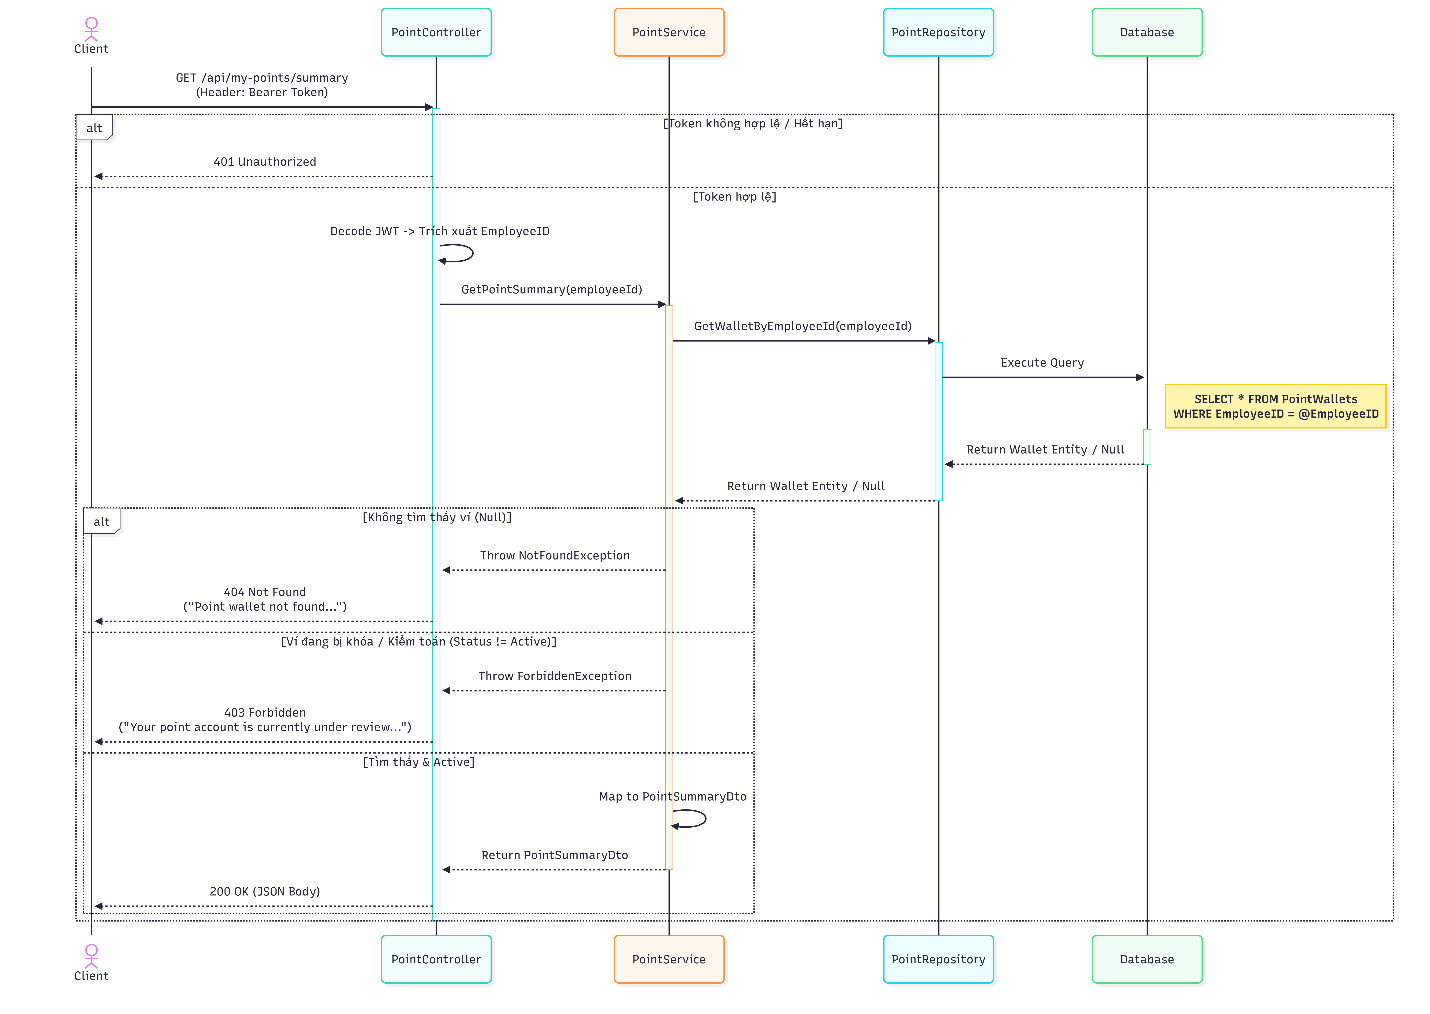 Client
PointController
PointService
PointRepository
Database
GET /api/my-points/summary
(Header: Bearer Token)
alt
[Token không hợp lệ / Hết hạn]
401 Unauthorized
[Token hợp lệ]
Decode JWT -> Trích xuất EmployeeID
GetPointSummary(employeeId)
GetWalletByEmployeeId(employeeId)
Execute Query
SELECT * FROM PointWallets
WHERE EmployeeID = @EmployeeID
Return Wallet Entity / Null
Return Wallet Entity / Null
alt
[Không tìm thấy ví (Null)]
Throw NotFoundException
404 Not Found
("Point wallet not found...")
[Ví đang bị khóa / Kiểm toán (Status != Active)]
Throw ForbiddenException
403 Forbidden
("Your point account is currently under review...")
[Tìm thấy & Active]
Map to PointSummaryDto
Return PointSummaryDto
200 OK (JSON Body)
Client
PointController
PointService
PointRepository
Database